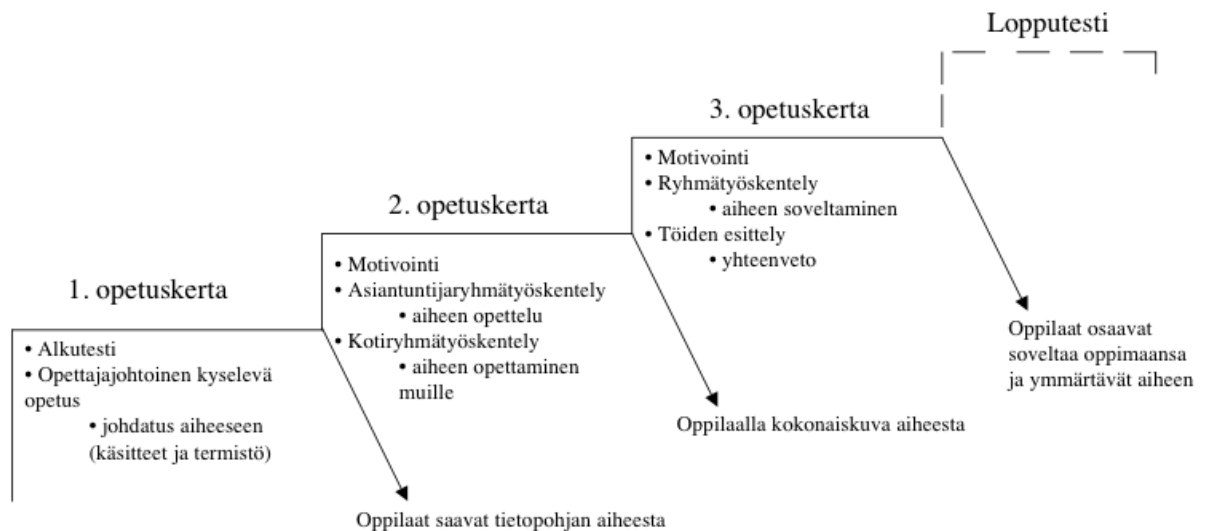 Lopputesti
3. opetuskerta
• Motivointi
• Ryhmätyöskentely
• aiheen soveltaminen
• Töiden esittely
• yhteenveto
2. opetuskerta
• Motivointi
• Asiantuntijaryhmätyöskentely
• aiheen opettelu
• Kotiryhmätyöskentely
• aiheen opettaminen
muille
1. opetuskerta
• Alkutesti
• Opettajajohtoinen kyselevä
opetus
• johdatus aiheeseen
(käsitteet ja termistö)
Oppilaat osaavat
soveltaa oppimaansa
ja ymmärtävät aiheen
Oppilaalla kokonaiskuva aiheesta
Oppilaat saavat tietopohjan aiheesta